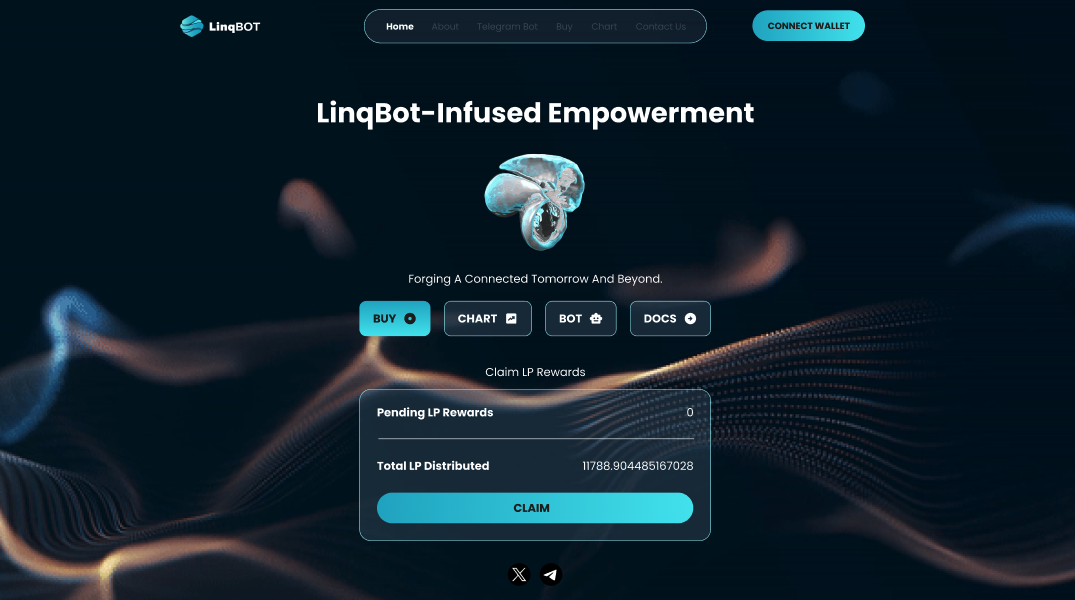 LinqBOT
Home About Telegram Bot Buy Chart Contact Us
CONNECT WALLET
LinqBot-Infused Empowerment
Forging A Connected Tomorrow And Beyond.
BUY CHART BOT DOCS
Claim LP Rewards
Pending LP Rewards 0
Total LP Distributed 11788.904485167028
CLAIM